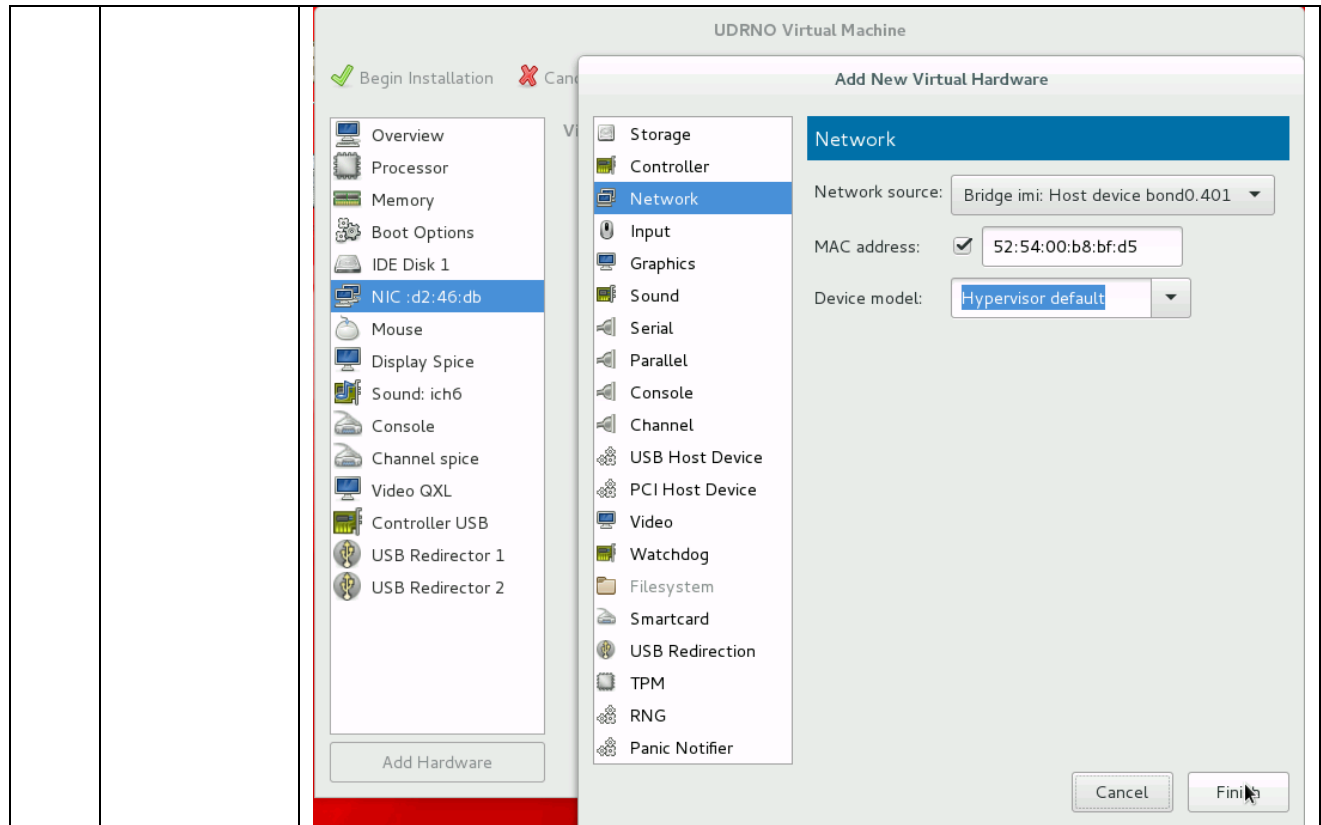 UDRNO Virtual Machine
Begin Installation
Canc
Vi
Overview
Processor
Memory
Boot Options
IDE Disk 1
NIC :d2:46:db
Mouse
Display Spice
Sound: ich6
Console
Channel spice
Video QXL
Controller USB
USB Redirector 1
USB Redirector 2
Add Hardware
Add New Virtual Hardware
Storage
Controller
Network
Input
Graphics
Sound
Serial
Parallel
Console
Channel
USB Host Device
PCI Host Device
Video
Watchdog
Filesystem
Smartcard
USB Redirection
TPM
RNG
Panic Notifier
Network
Network source: Bridge imi: Host device bond0.401
MAC address: 52:54:00:b8:bf:d5
Device model: Hypervisor default
Cancel
Finish